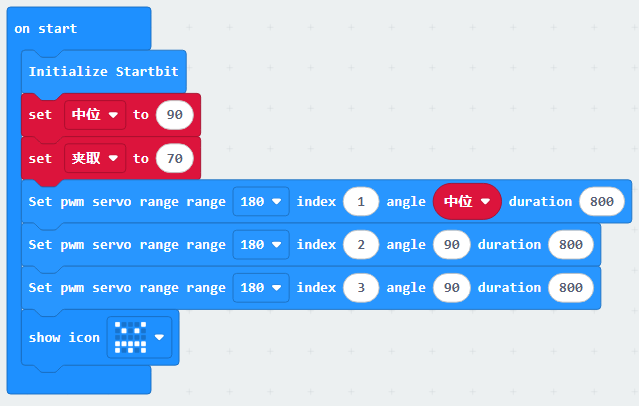 on start
Initialize Startbit
set 中位 to 90
set 夹取 to 70
Set pwm servo range range 180 index 1 angle 中位 duration 800
Set pwm servo range range 180 index 2 angle 90 duration 800
Set pwm servo range range 180 index 3 angle 90 duration 800
show icon